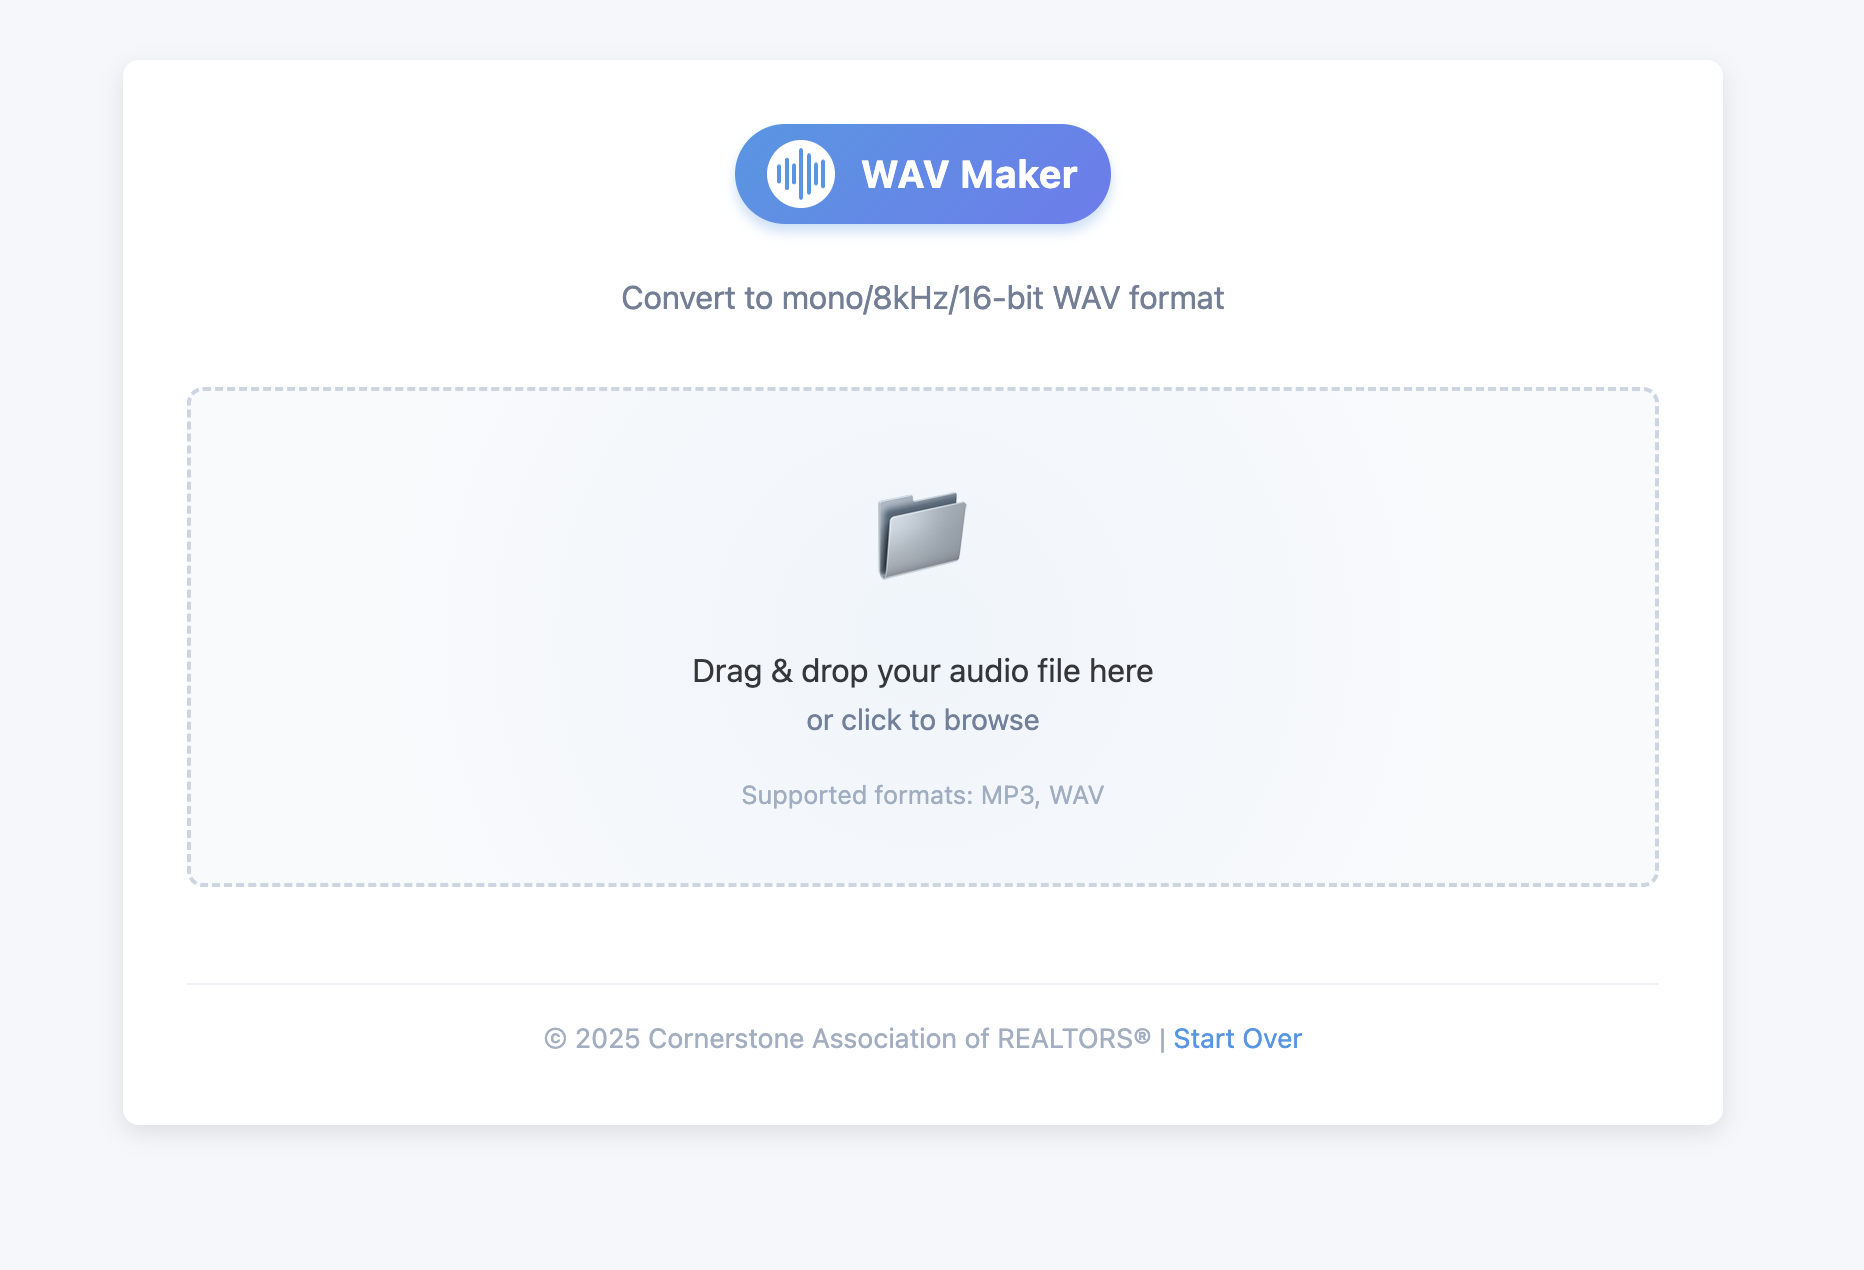 WAV Maker
Convert to mono/8kHz/16-bit WAV format
Drag & drop your audio file here
or click to browse
Supported formats: MP3, WAV
© 2025 Cornerstone Association of REALTORS® | Start Over